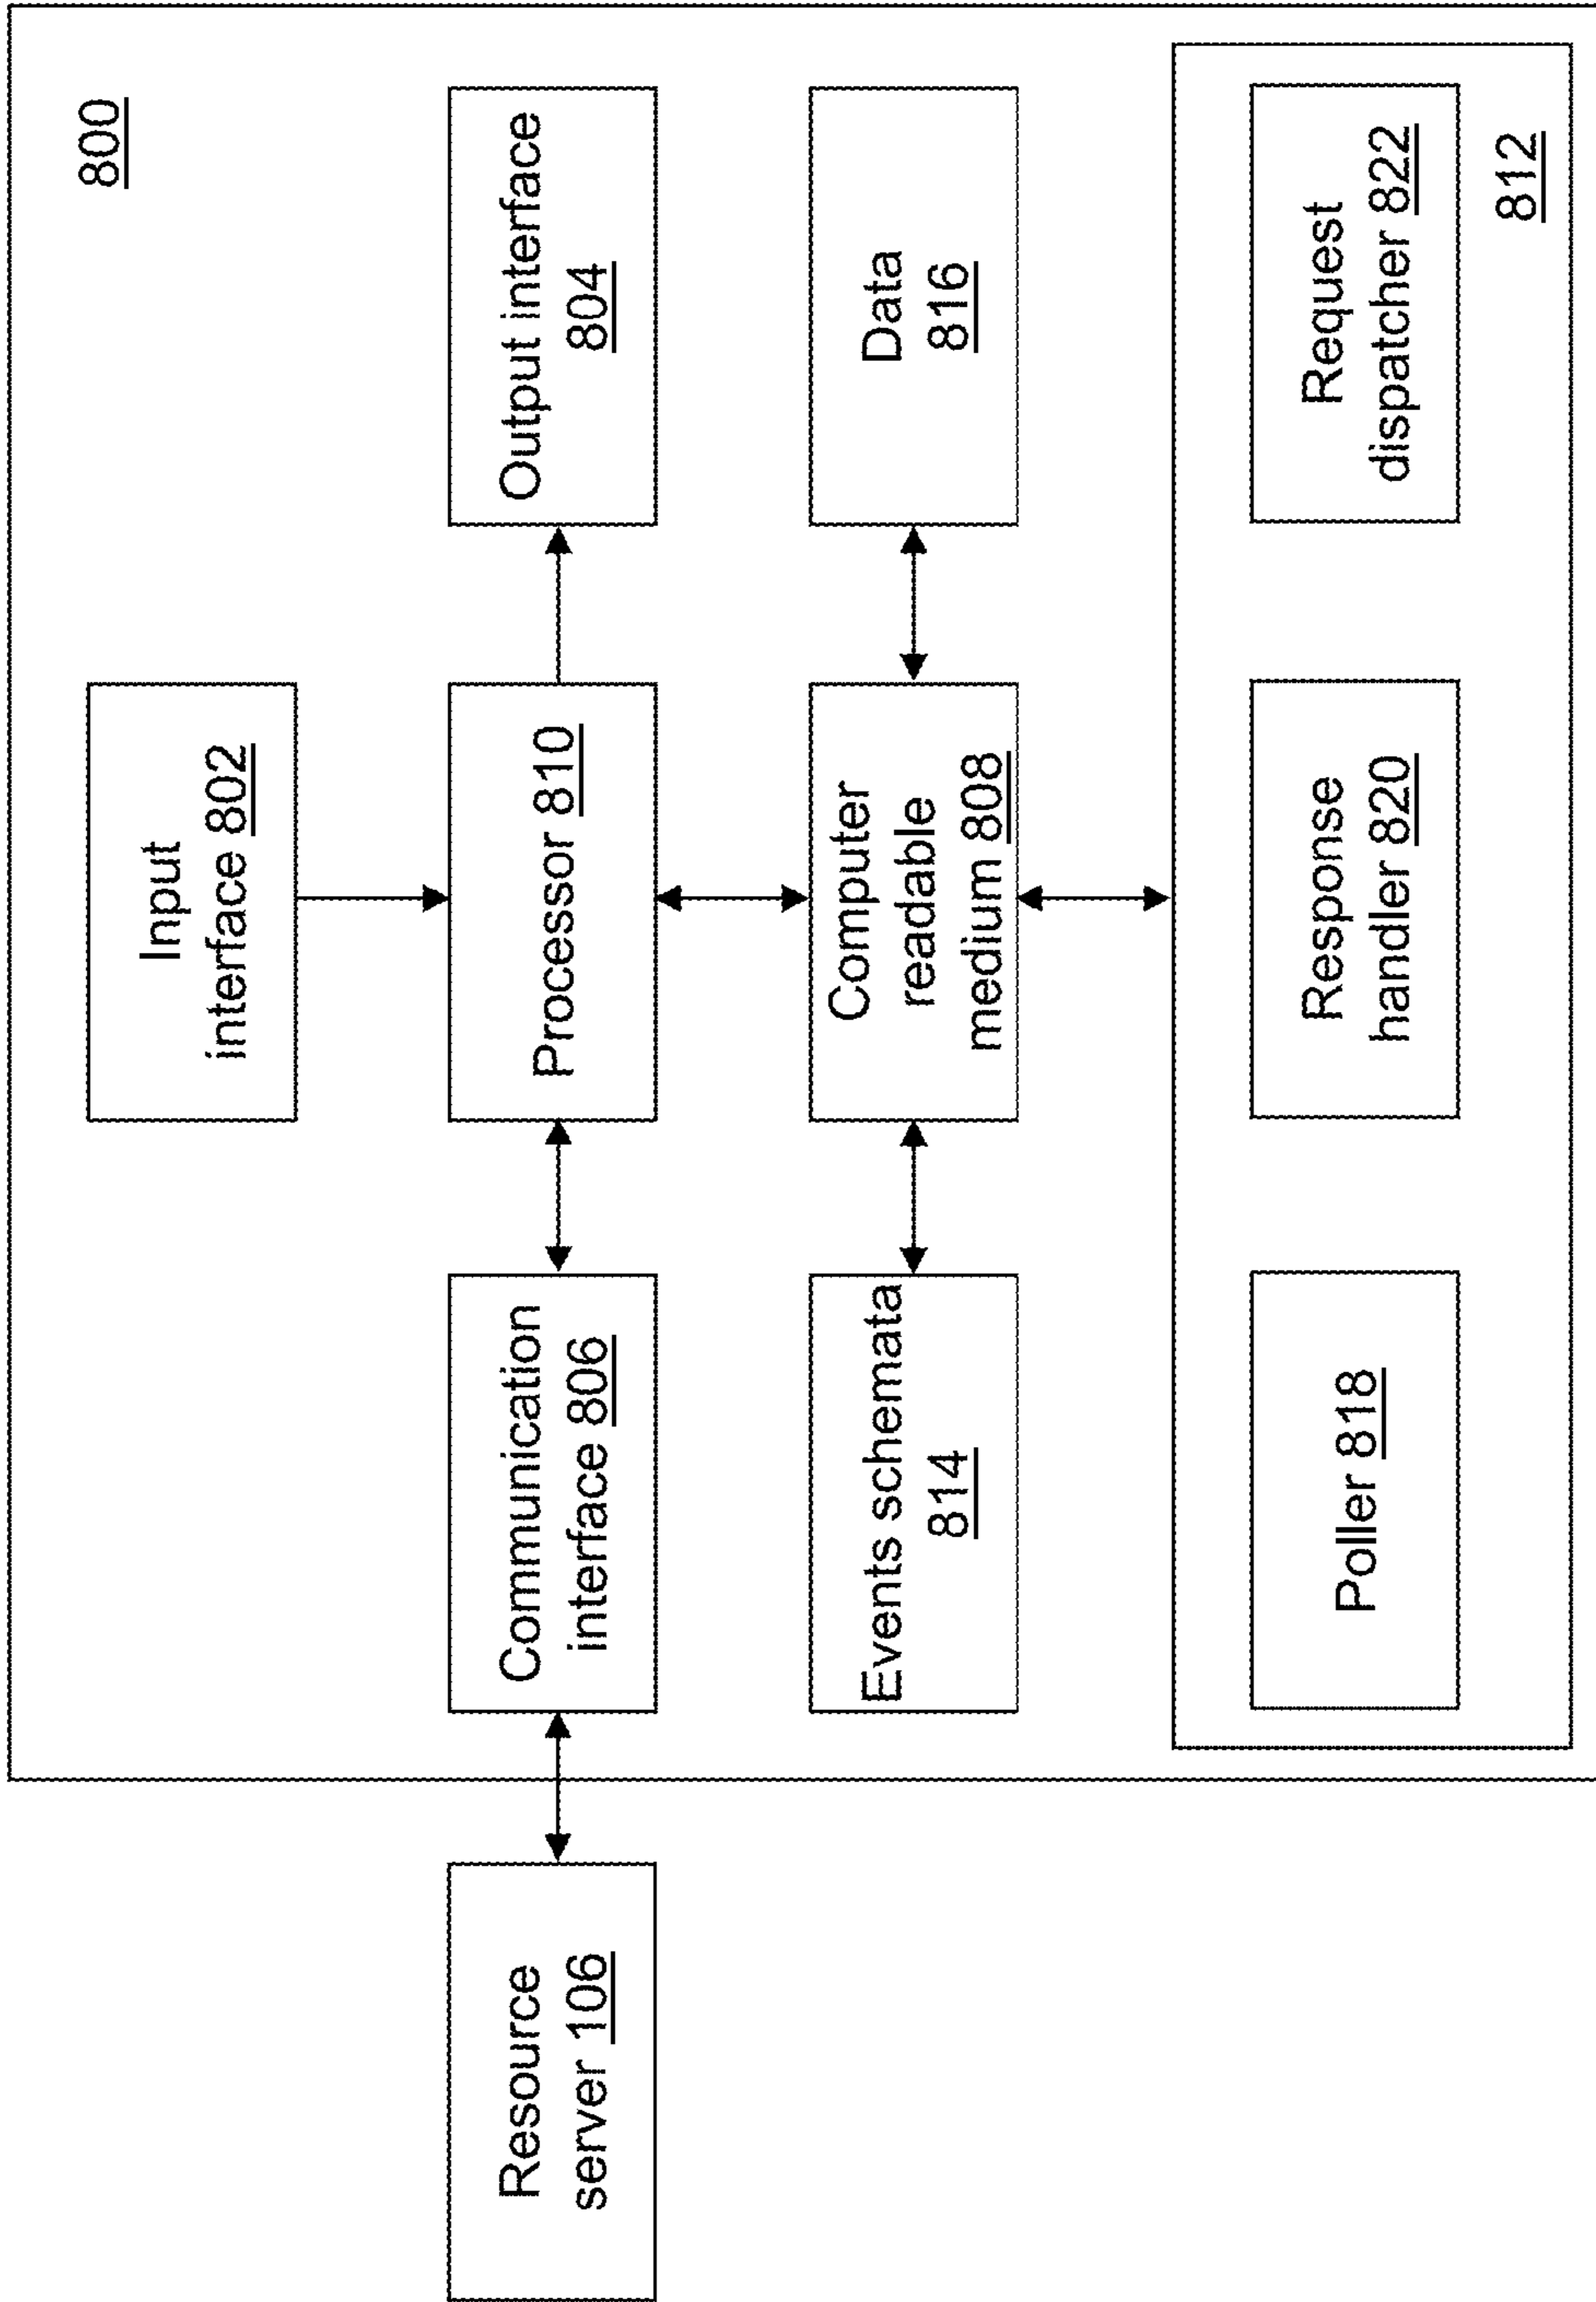 800
Input
interface 802
Resource
server 106
Communication
interface 806
Processor 810
Output interface
804
Events schemata
814
Computer
readable
medium 808
Data
816
Poller 818
Response
handler 820
Request
dispatcher 822
812